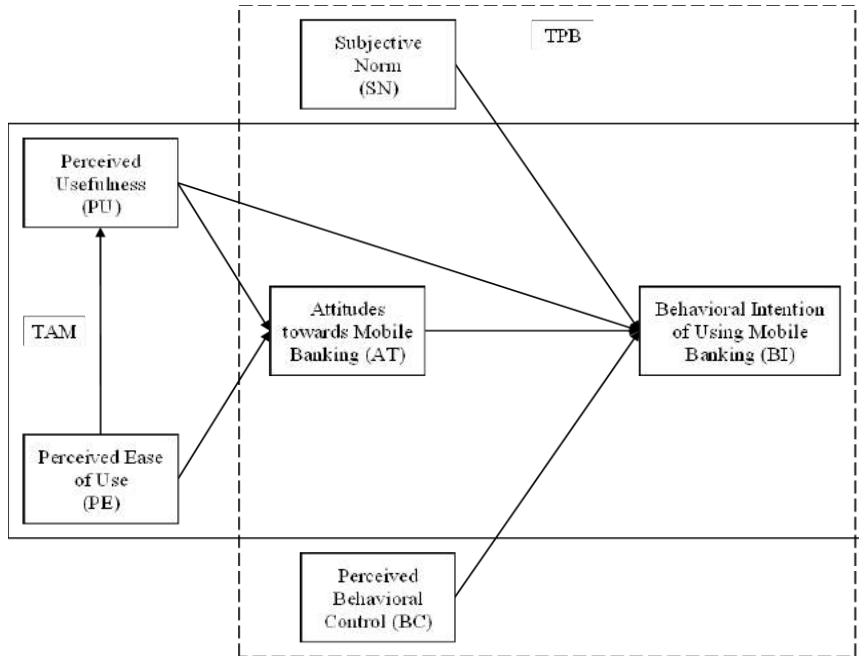 Subjective
Norm
(SN)
TPB
Perceived
Usefulness
(PU)
TAM
Attitudes
towards Mobile
Banking (AT)
Behavioral Intention
of Using Mobile
Banking (BI)
Perceived Ease
of Use
(PE)
Perceived
Behavioral
Control (BC)